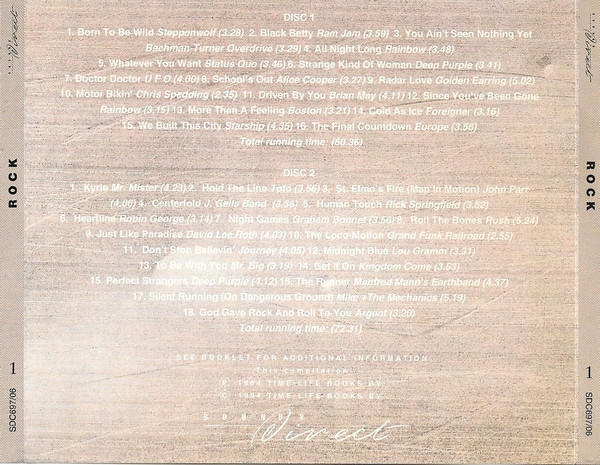 DISC 1
1. Born To Be Wild Steppenwolf (3.28) 2. Black Betty Ram Jam (3.59) 3. You Ain't Seen Nothing Yet
Bachman-Turner Overdrive (3.29) 4. All Night Long Rainbow (3.48)
5. Whatever You Want Status Quo (3.46) 6. Strange Kind Of Woman Deep Purple (3.41)
7. Doctor Doctor U F O (4.00) 8. School's Out Alice Cooper (3.27) 9. Radar Love Golden Earring (5.02)
10. Motor Bikin' Chris Spedding (2.35) 11. Driven By You Brian May (4.11) 12. Since You've Been Gone
Rainbow (3.15) 13. More Than A Feeling Boston (3.21) 14. Cold As Ice Foreigner (3.16)
15. We Built This City Starship (4.35) 16. The Final Countdown Europe (3.56)
Total running time: (60.36)
DISC 2
1. Kyrie Mr. Mister (4.23) 2. Hold The Line Toto (3.56) 3. St. Elmo's Fire (Man In Motion) John Parr
(4.06) 4. Centerfold J. Geils Band (3.36) 5. Human Touch Rick Springfield (3.52)
6. Heartline Robin George (3.14) 7. Night Games Graham Bonnet (3.56) 8. Roll The Bones Rush (5.24)
9. Just Like Paradise David Lee Roth (4.03) 10. The Loco-Motion Grand Funk Railroad (2.55)
11. Don't Stop Believin' Journey (4.05) 12. Midnight Blue Lou Gramm (3.31)
13. To Be With You Mr. Big (3.19) 14. Get it On Kingdom Come (3.53)
15. Perfect Strangers Deep Purple (4.12) 15. The Runner Manfred Mann's Earthband (4.37)
17. Silent Running (On Dangerous Ground) Mike +The Mechanics (5.19)
18. God Gave Rock And Roll To You Argent (3.20)
Total running time: (72.31)
SEE BOOKLET FOR ADDITIONAL INFORMATION
This compilation
P 1994 TIME-LIFE BOOKS BV
C 1994 TIME-LIFE BOOKS BV
SOUNDS
Direct
Direct
ROCK
1
SDC697/06
Direct
ROCK
1
SDC697/06